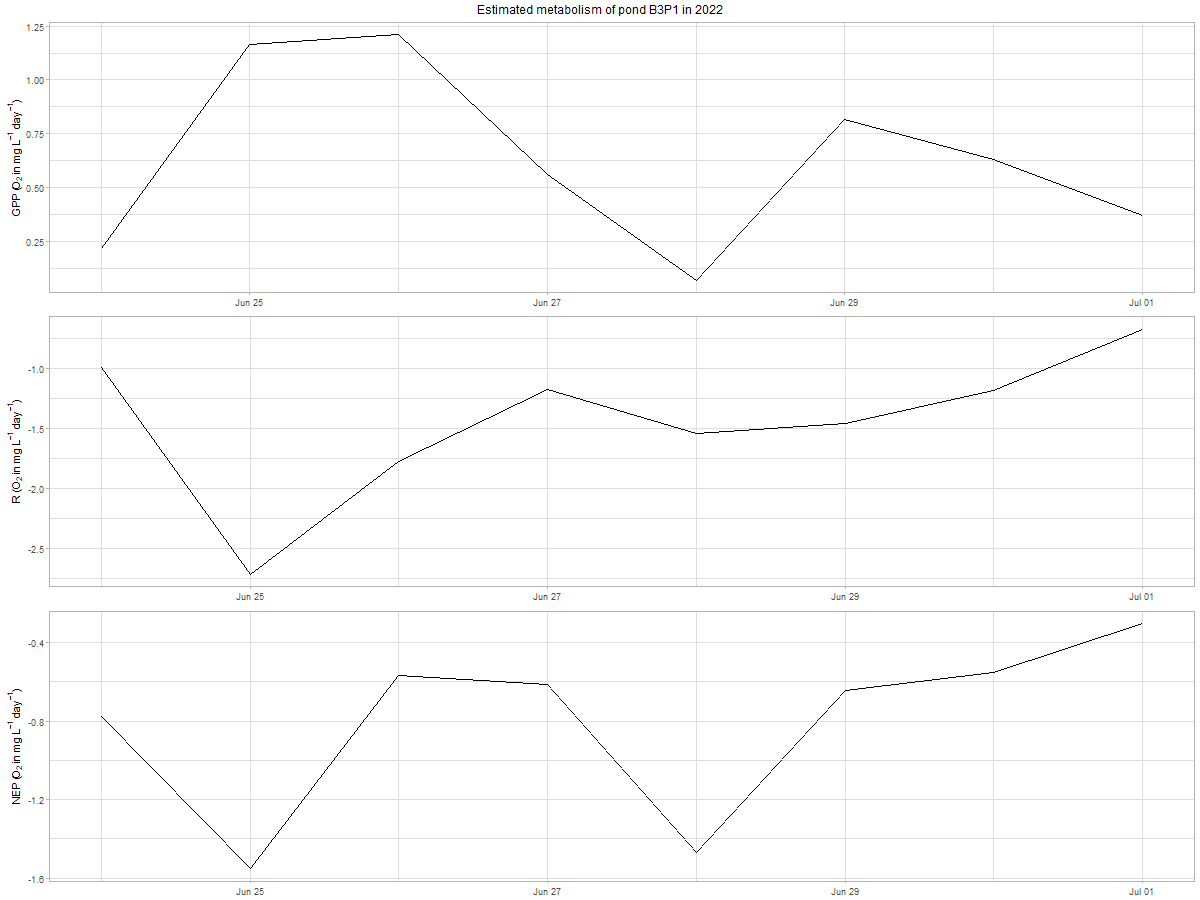 Estimated metabolism of pond B3P1 in 2022
GPP (O₂ in mg L⁻¹ day⁻¹)
1.25
1.00
0.75
0.50
0.25
Jun 25 Jun 27 Jun 29 Jul 01
R (O₂ in mg L⁻¹ day⁻¹)
-1.0
-1.5
-2.0
-2.5
Jun 25 Jun 27 Jun 29 Jul 01
NEP (O₂ in mg L⁻¹ day⁻¹)
-0.4
-0.8
-1.2
-1.6
Jun 25 Jun 27 Jun 29 Jul 01